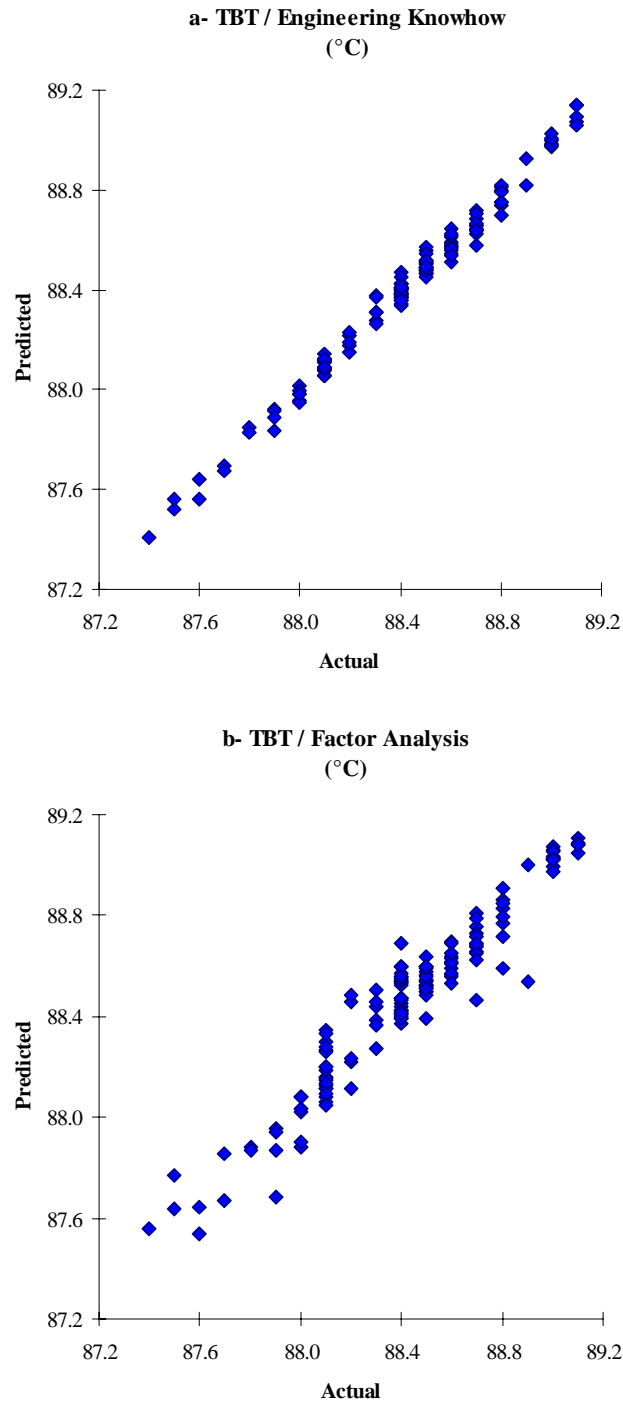 a- TBT / Engineering Knowhow
(°C)
89.2
88.8
88.4
88.0
87.6
87.2
Predicted
87.2 87.6 88.0 88.4 88.8 89.2
Actual
b- TBT / Factor Analysis
(°C)
89.2
88.8
88.4
88.0
87.6
87.2
Predicted
87.2 87.6 88.0 88.4 88.8 89.2
Actual